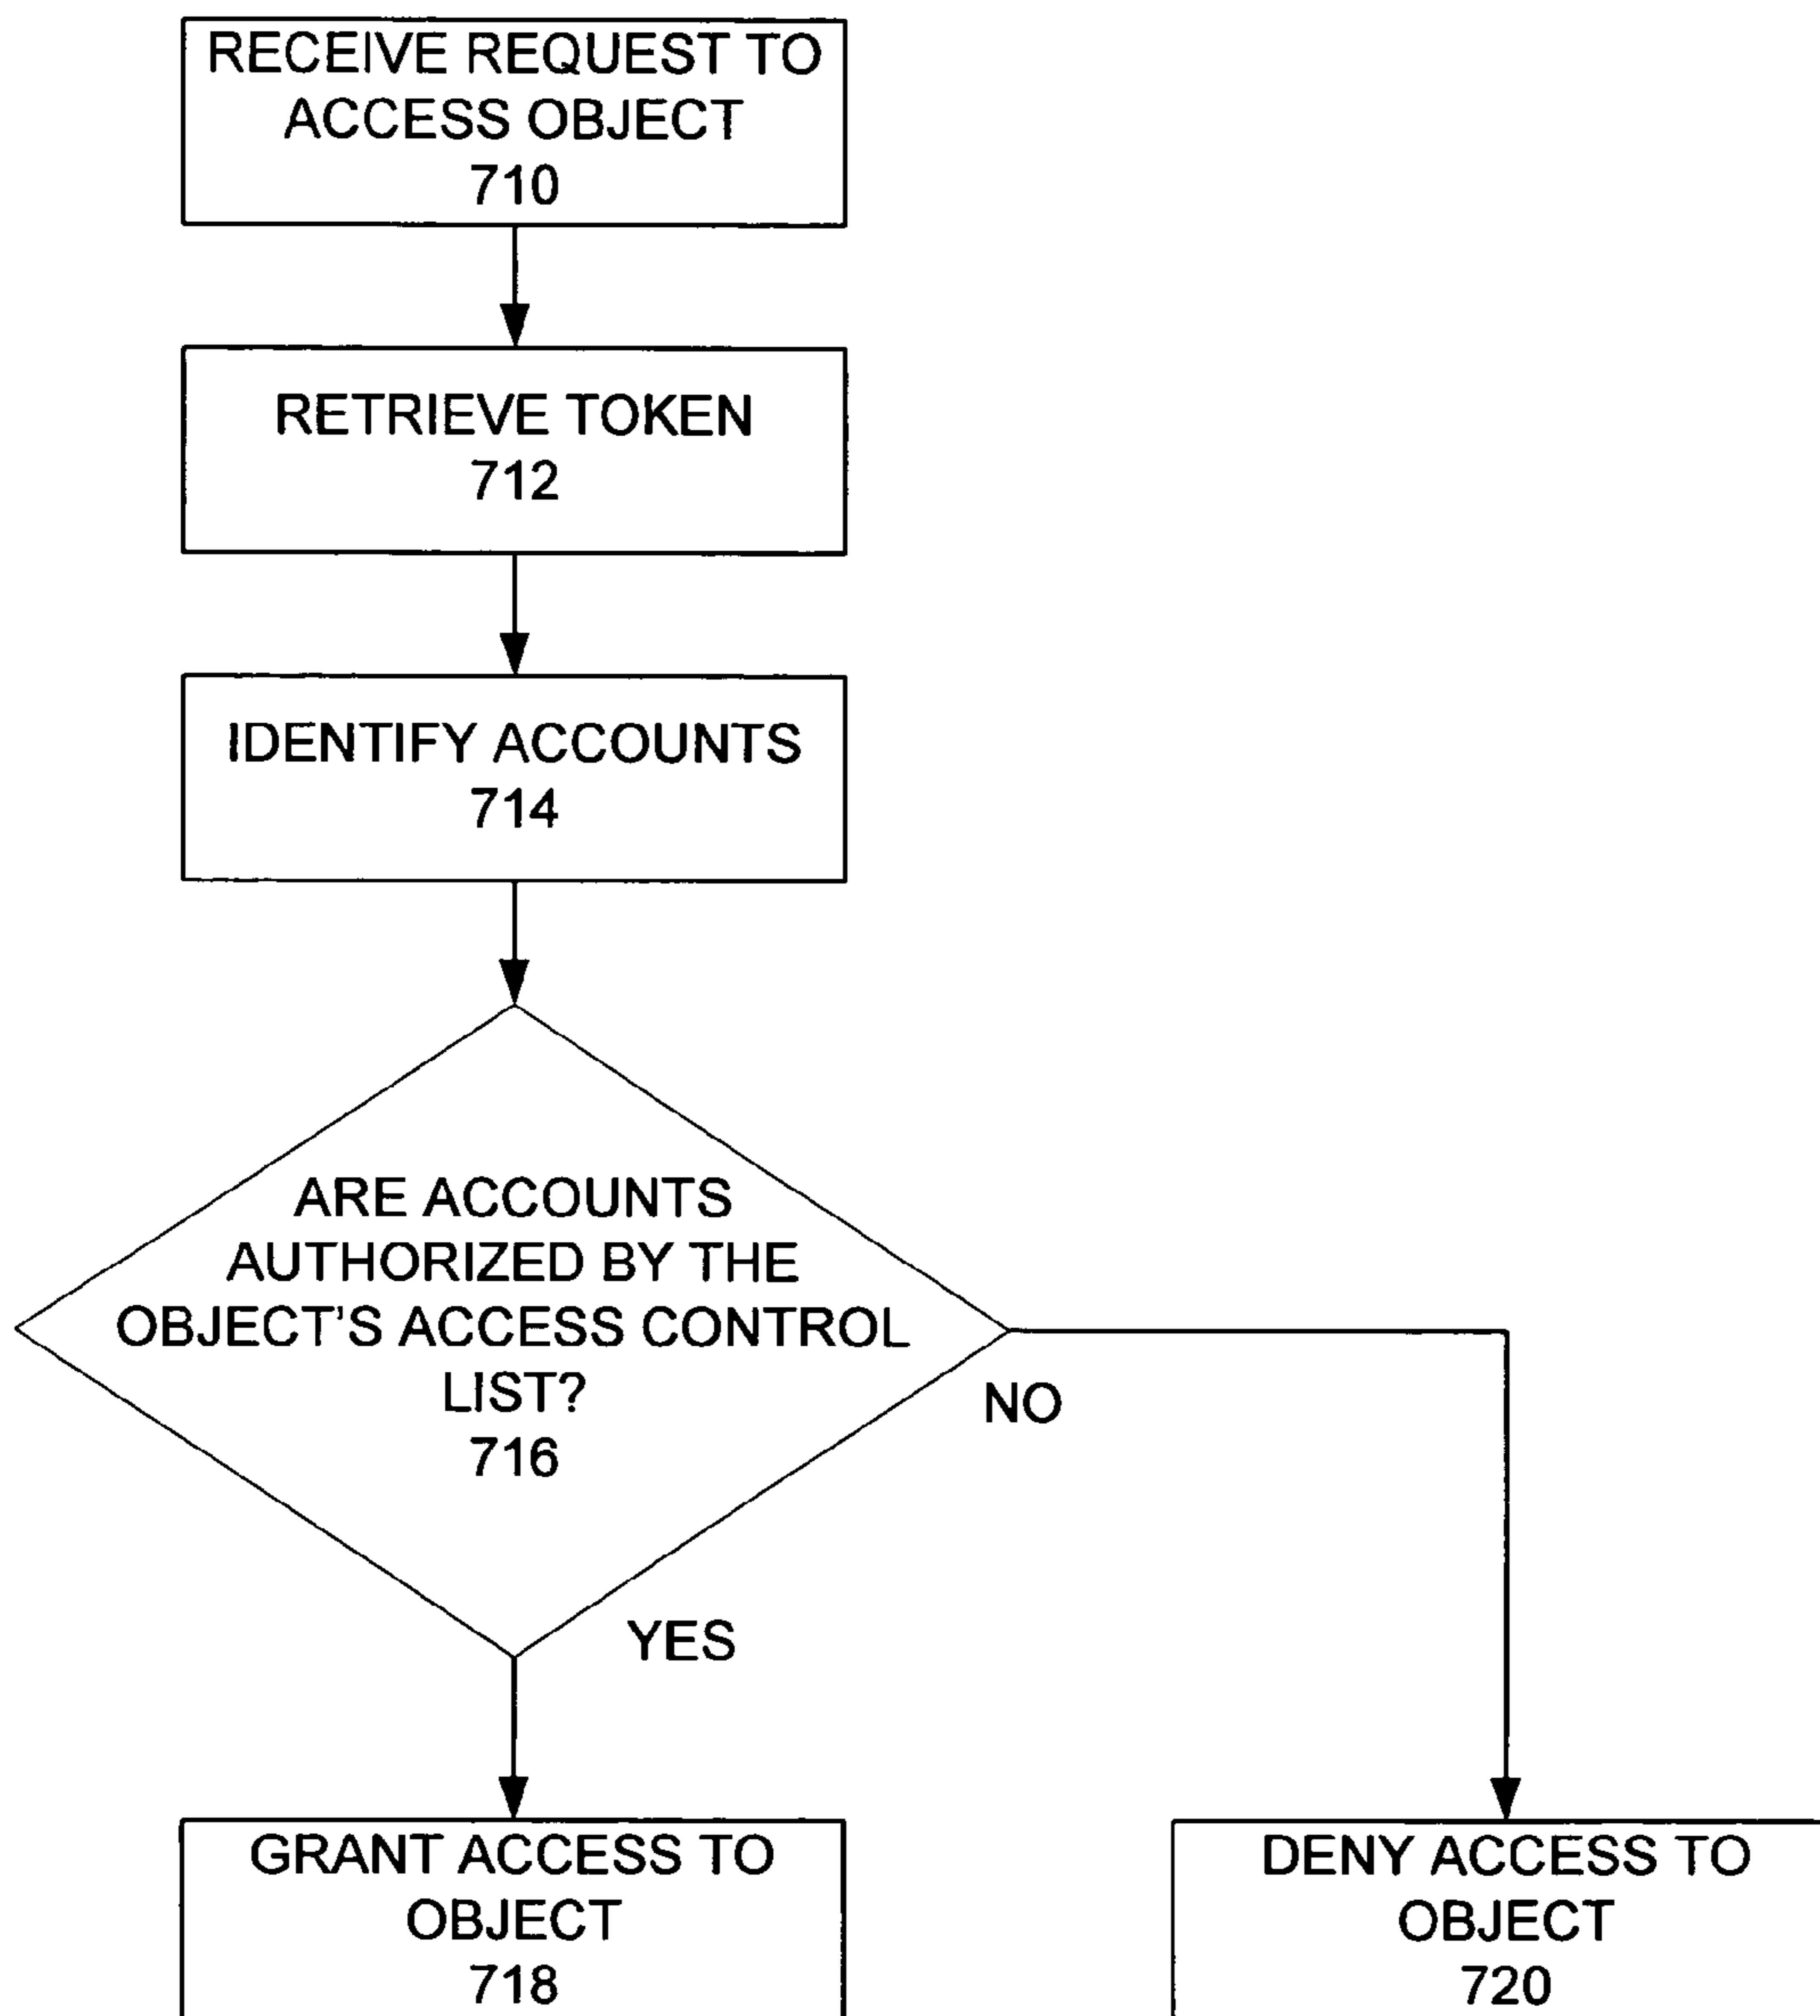 RECEIVE REQUEST TO
ACCESS OBJECT
710
RETRIEVE TOKEN
712
IDENTIFY ACCOUNTS
714
ARE ACCOUNTS
AUTHORIZED BY THE
OBJECT'S ACCESS CONTROL
LIST?
716
NO
YES
GRANT ACCESS TO
OBJECT
718
DENY ACCESS TO
OBJECT
720